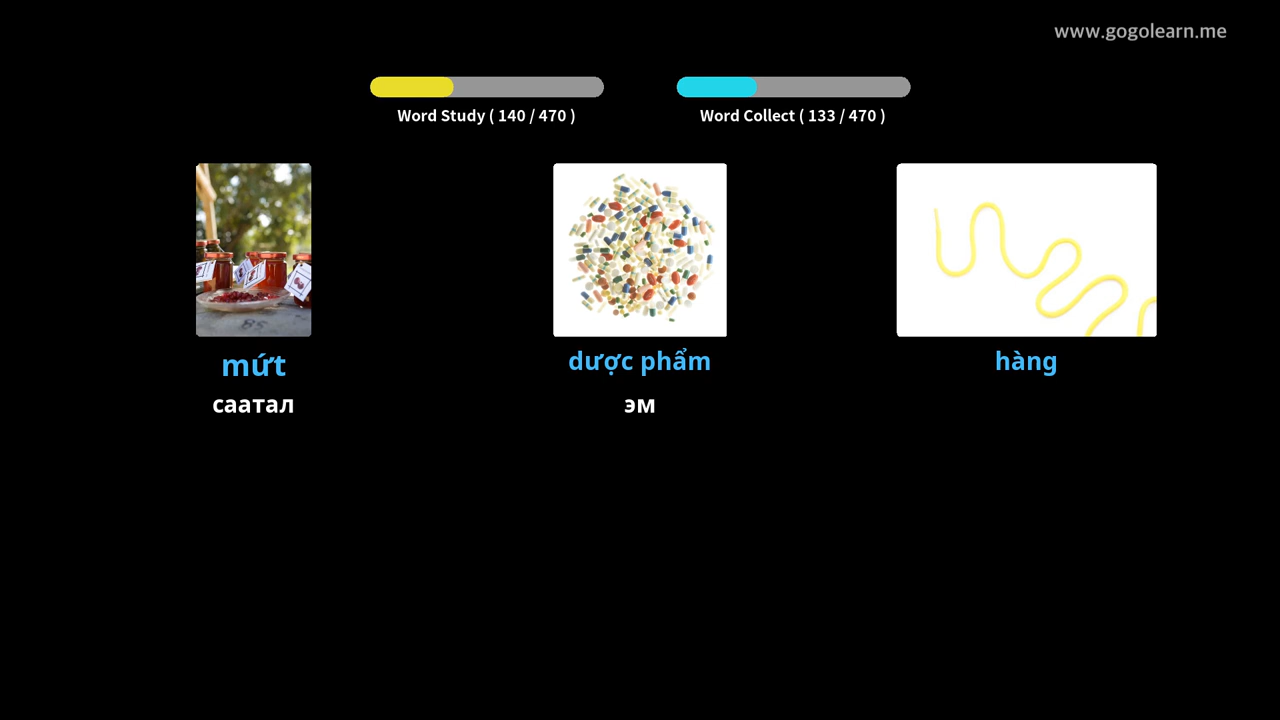 www.gogolearn.me
Word Study ( 140 / 470 )
Word Collect ( 133 / 470 )
mứt
dược phẩm
hàng
саатал
эм